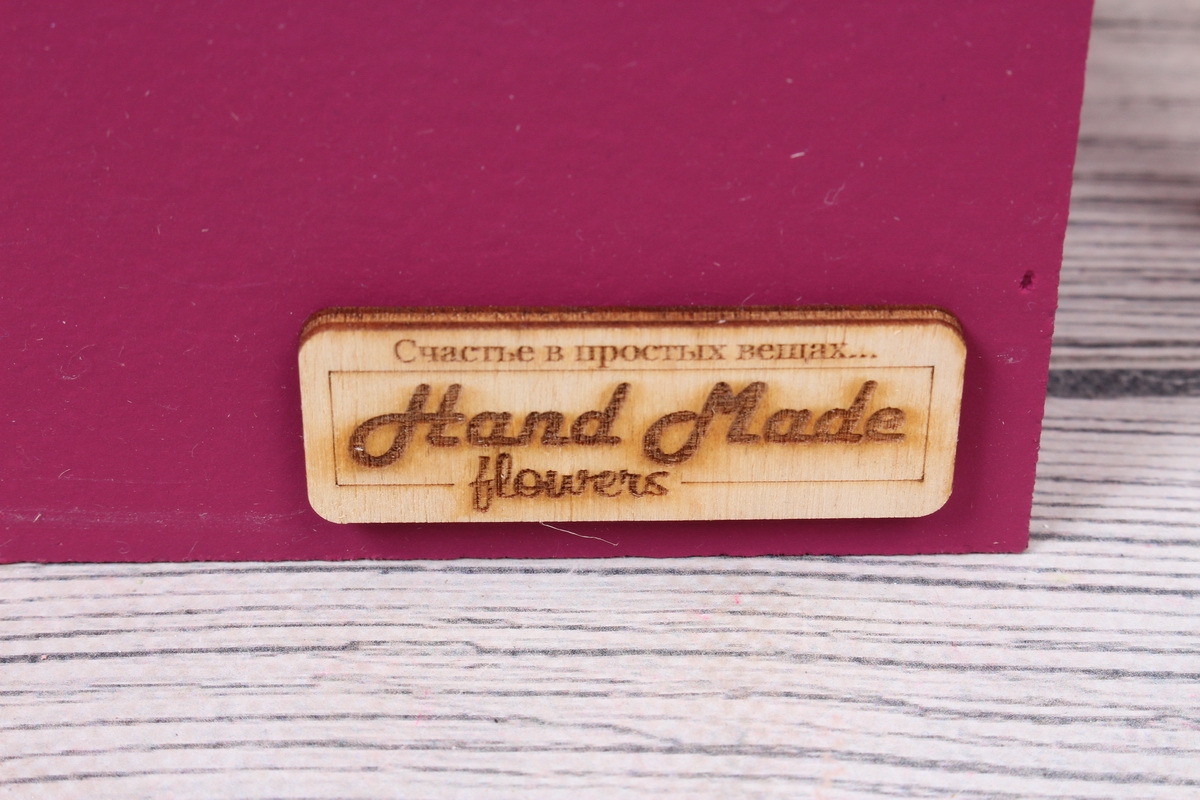 Счастье в простых вещах...
Hand Made
flowers